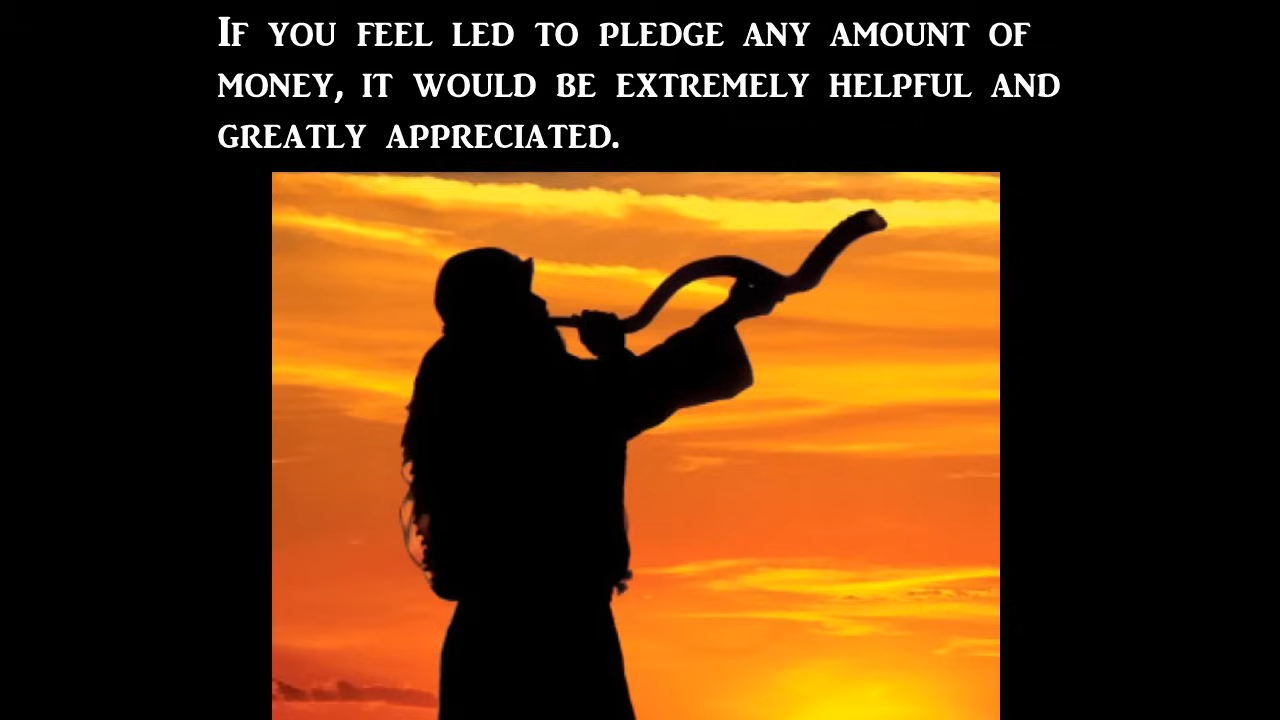 If you feel led to pledge any amount of
money, it would be extremely helpful and
greatly appreciated.